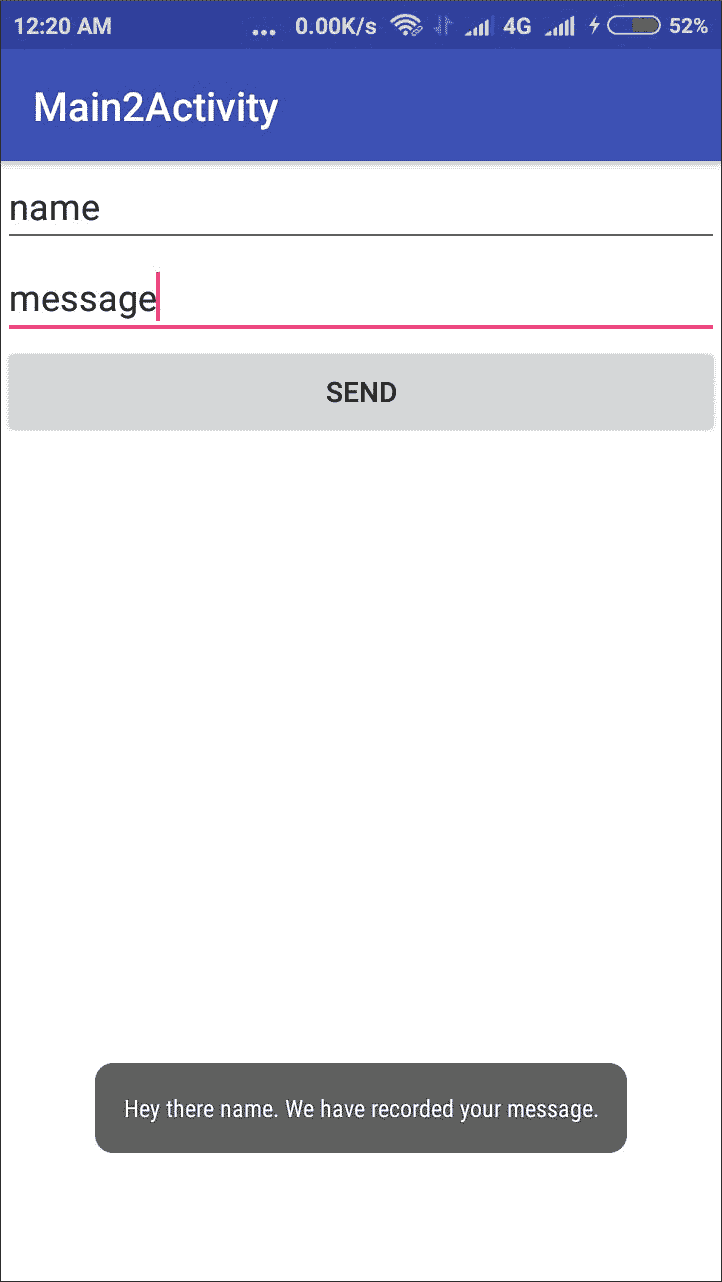 12:20 AM ... 0.00K/s 4G 52%
Main2Activity
name
message
SEND
Hey there name. We have recorded your message.